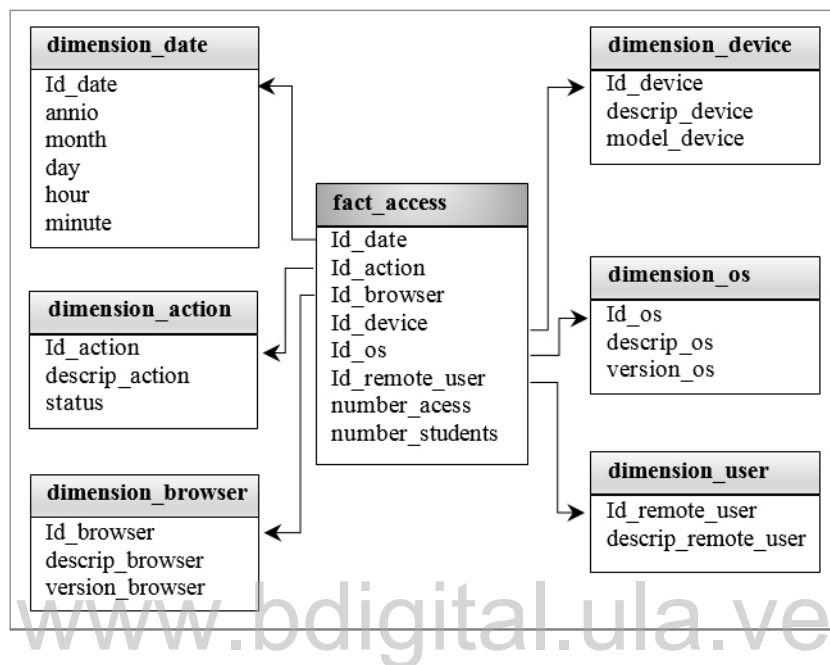 dimension_date
Id_date
annio
month
day
hour
minute
dimension_action
Id_action
descrip_action
status
dimension_browser
Id_browser
descrip_browser
version_browser
fact_access
Id_date
Id_action
Id_browser
Id_device
Id_os
Id_remote_user
number_acess
number_students
dimension_device
Id_device
descrip_device
model_device
dimension_os
Id_os
descrip_os
version_os
dimension_user
Id_remote_user
descrip_remote_user
www.bdigital.ula.ve